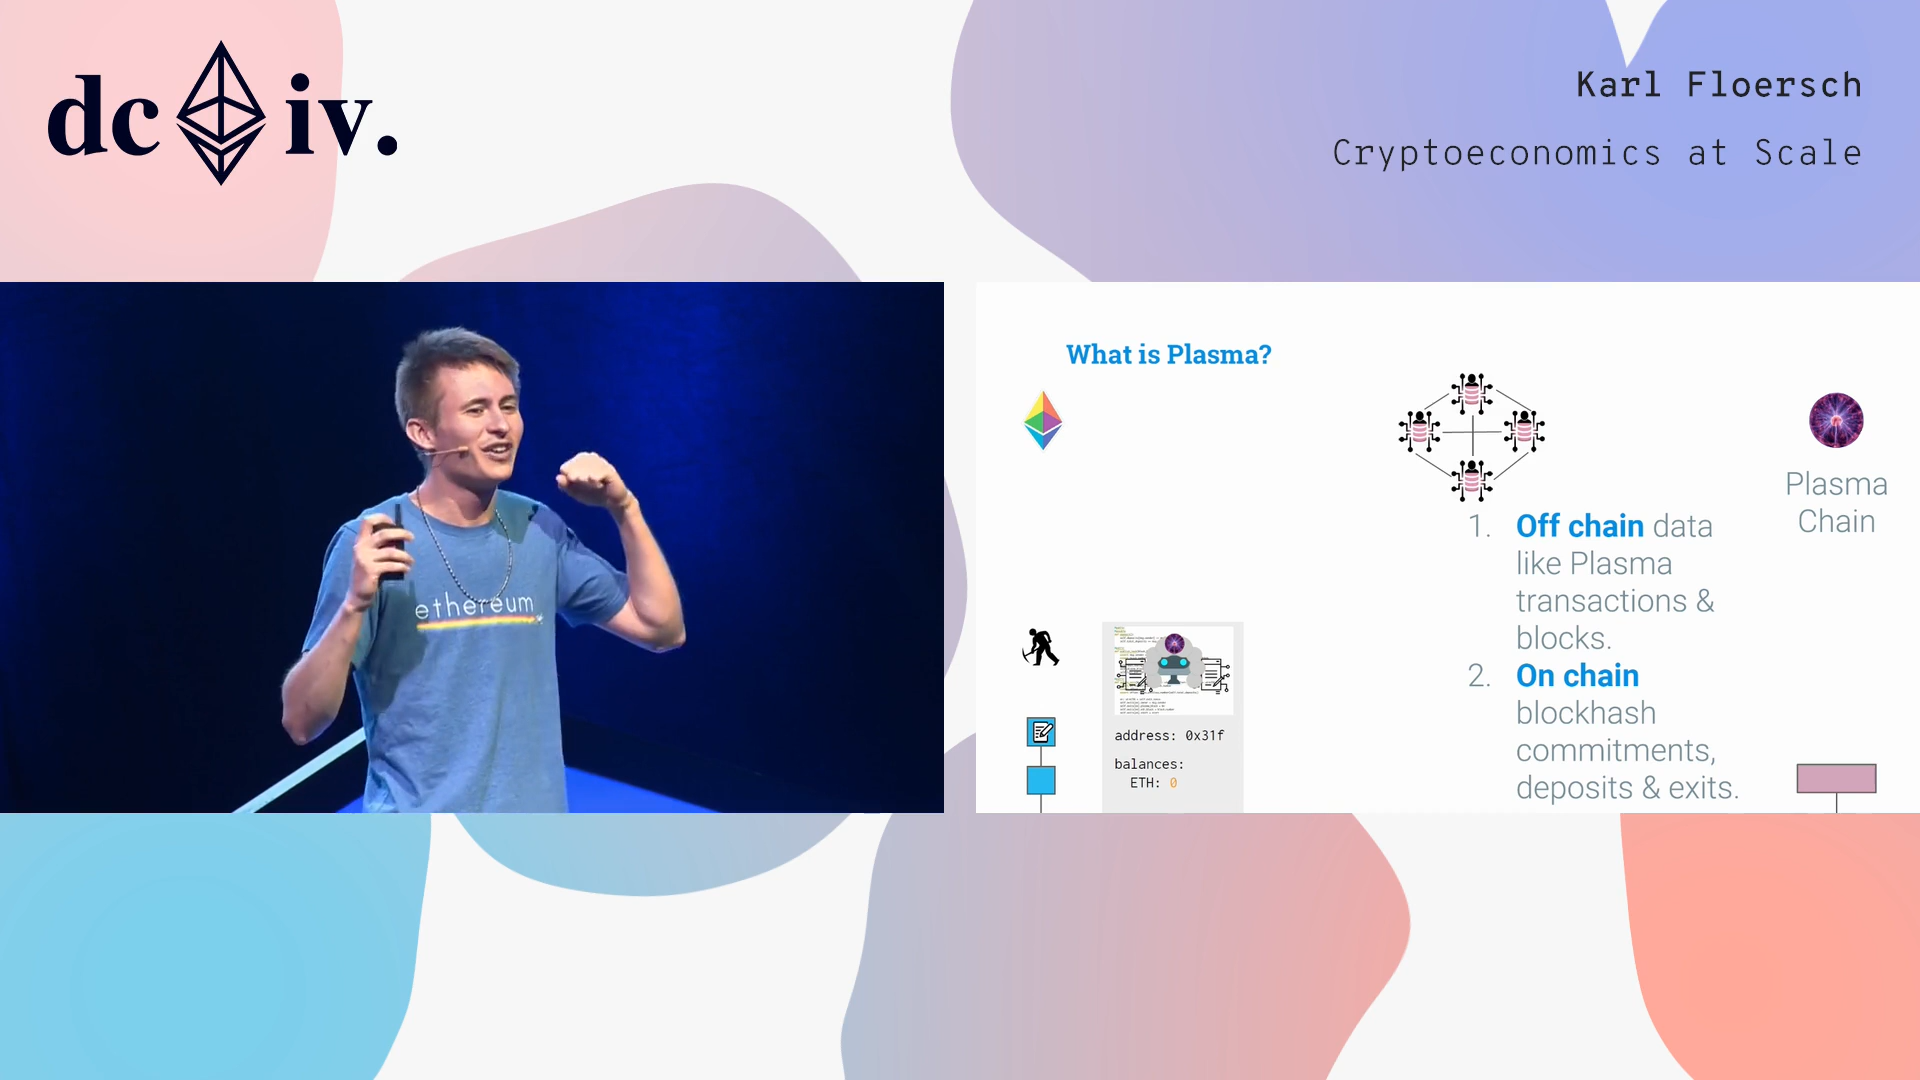 dc iv.
Karl Floersch
Cryptoeconomics at Scale
ethereum
What is Plasma?
Plasma
Chain
1. Off chain data
like Plasma
transactions &
blocks.
2. On chain
blockhash
commitments,
deposits & exits.
address: 0x31f
balances:
ETH: 0